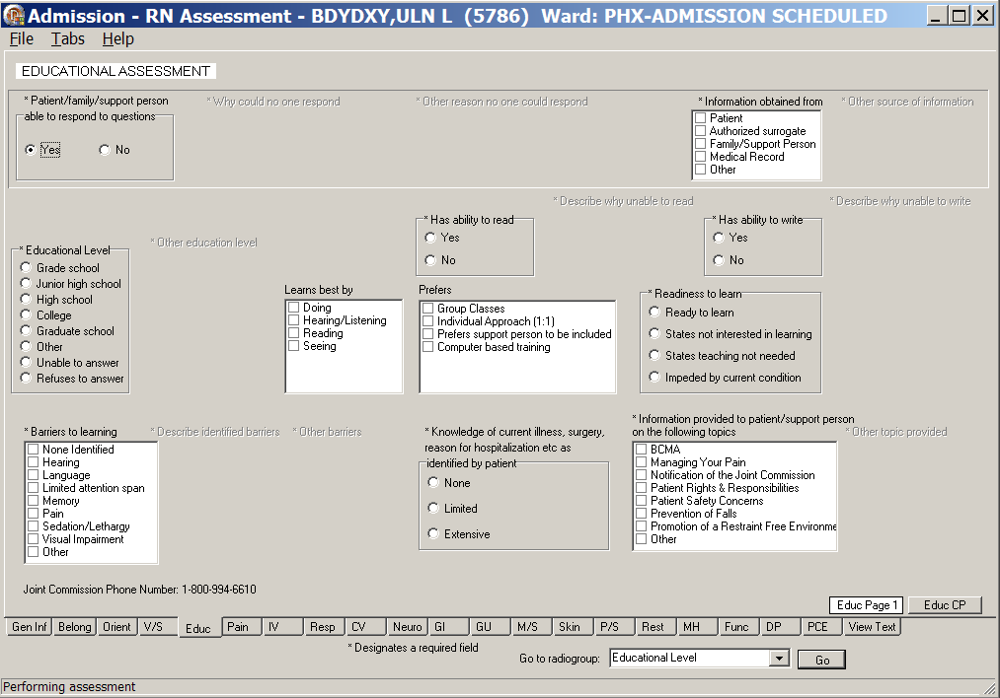 Admission - RN Assessment - BDYDXY,ULN L (5786) Ward: PHX-ADMISSION SCHEDULED
File Tabs Help
EDUCATIONAL ASSESSMENT
* Patient/family/support person
able to respond to questions
Yes No
* Why could no one respond
* Other reason no one could respond
* Information obtained from
Patient
Authorized surrogate
Family/Support Person
Medical Record
Other
* Other source of information
* Describe why unable to read
* Describe why unable to write
* Educational Level
Grade school
Junior high school
High school
College
Graduate school
Other
Unable to answer
Refuses to answer
* Other education level
* Has ability to read
Yes
No
* Has ability to write
Yes
No
Learns best by
Doing
Hearing/Listening
Reading
Seeing
Prefers
Group Classes
Individual Approach (1:1)
Prefers support person to be included
Computer based training
* Readiness to learn
Ready to learn
States not interested in learning
States teaching not needed
Impeded by current condition
* Barriers to learning
None Identified
Hearing
Language
Limited attention span
Memory
Pain
Sedation/Lethargy
Visual Impairment
Other
* Describe identified barriers
* Other barriers
* Knowledge of current illness, surgery,
reason for hospitalization etc as
identified by patient
None
Limited
Extensive
* Information provided to patient/support person
on the following topics
BCMA
Managing Your Pain
Notification of the Joint Commission
Patient Rights & Responsibilities
Patient Safety Concerns
Prevention of Falls
Promotion of a Restraint Free Environme
Other
* Other topic provided
Joint Commission Phone Number: 1-800-994-6610
Educ Page 1 Educ CP
Gen Inf Belong Orient V/S Educ Pain IV Resp CV Neuro GI GU M/S Skin P/S Rest MH Func DP PCE View Text
* Designates a required field
Go to radiogroup: Educational Level Go
Performing assessment